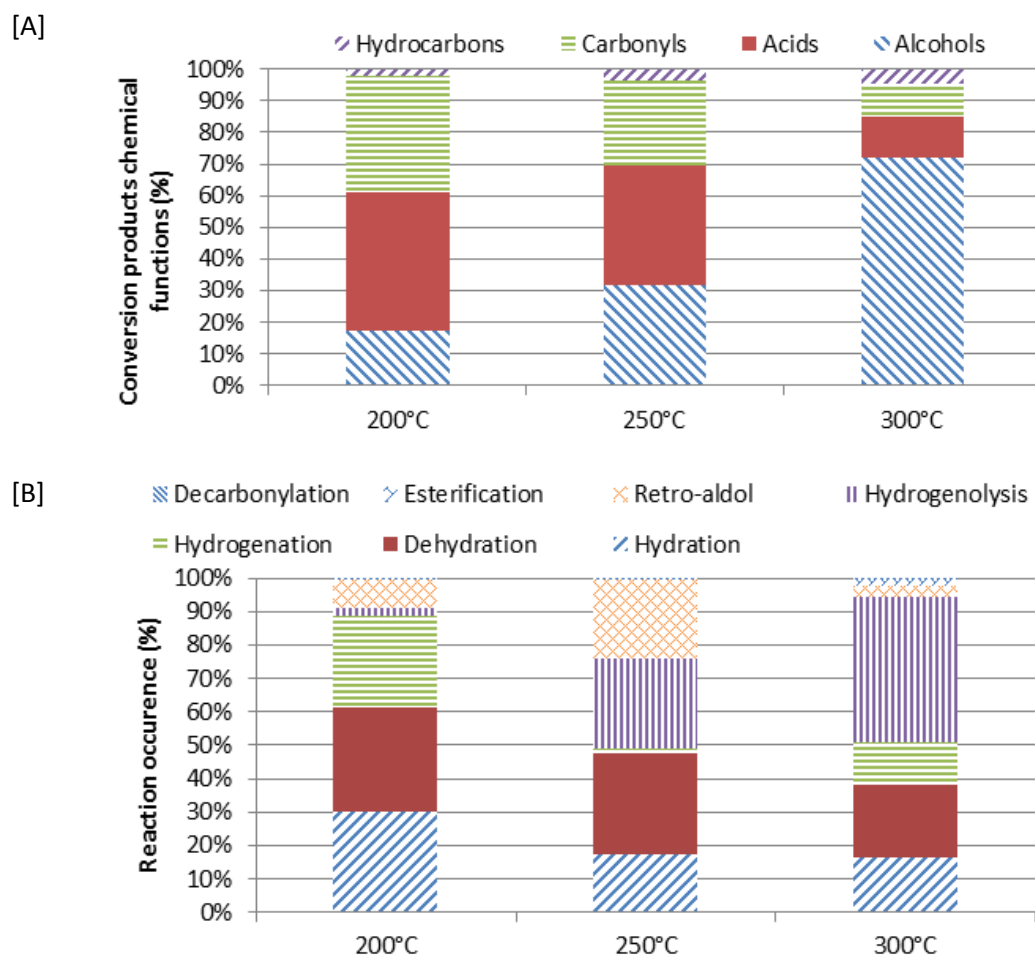 [A]
Hydrocarbons Carbonyls Acids Alcohols
Conversion products chemical
functions (%)
100%
90%
80%
70%
60%
50%
40%
30%
20%
10%
0%
200°C 250°C 300°C
[B]
Decarbonylation Esterification Retro-aldol Hydrogenolysis
Hydrogenation Dehydration Hydration
Reaction occurence (%)
100%
90%
80%
70%
60%
50%
40%
30%
20%
10%
0%
200°C 250°C 300°C